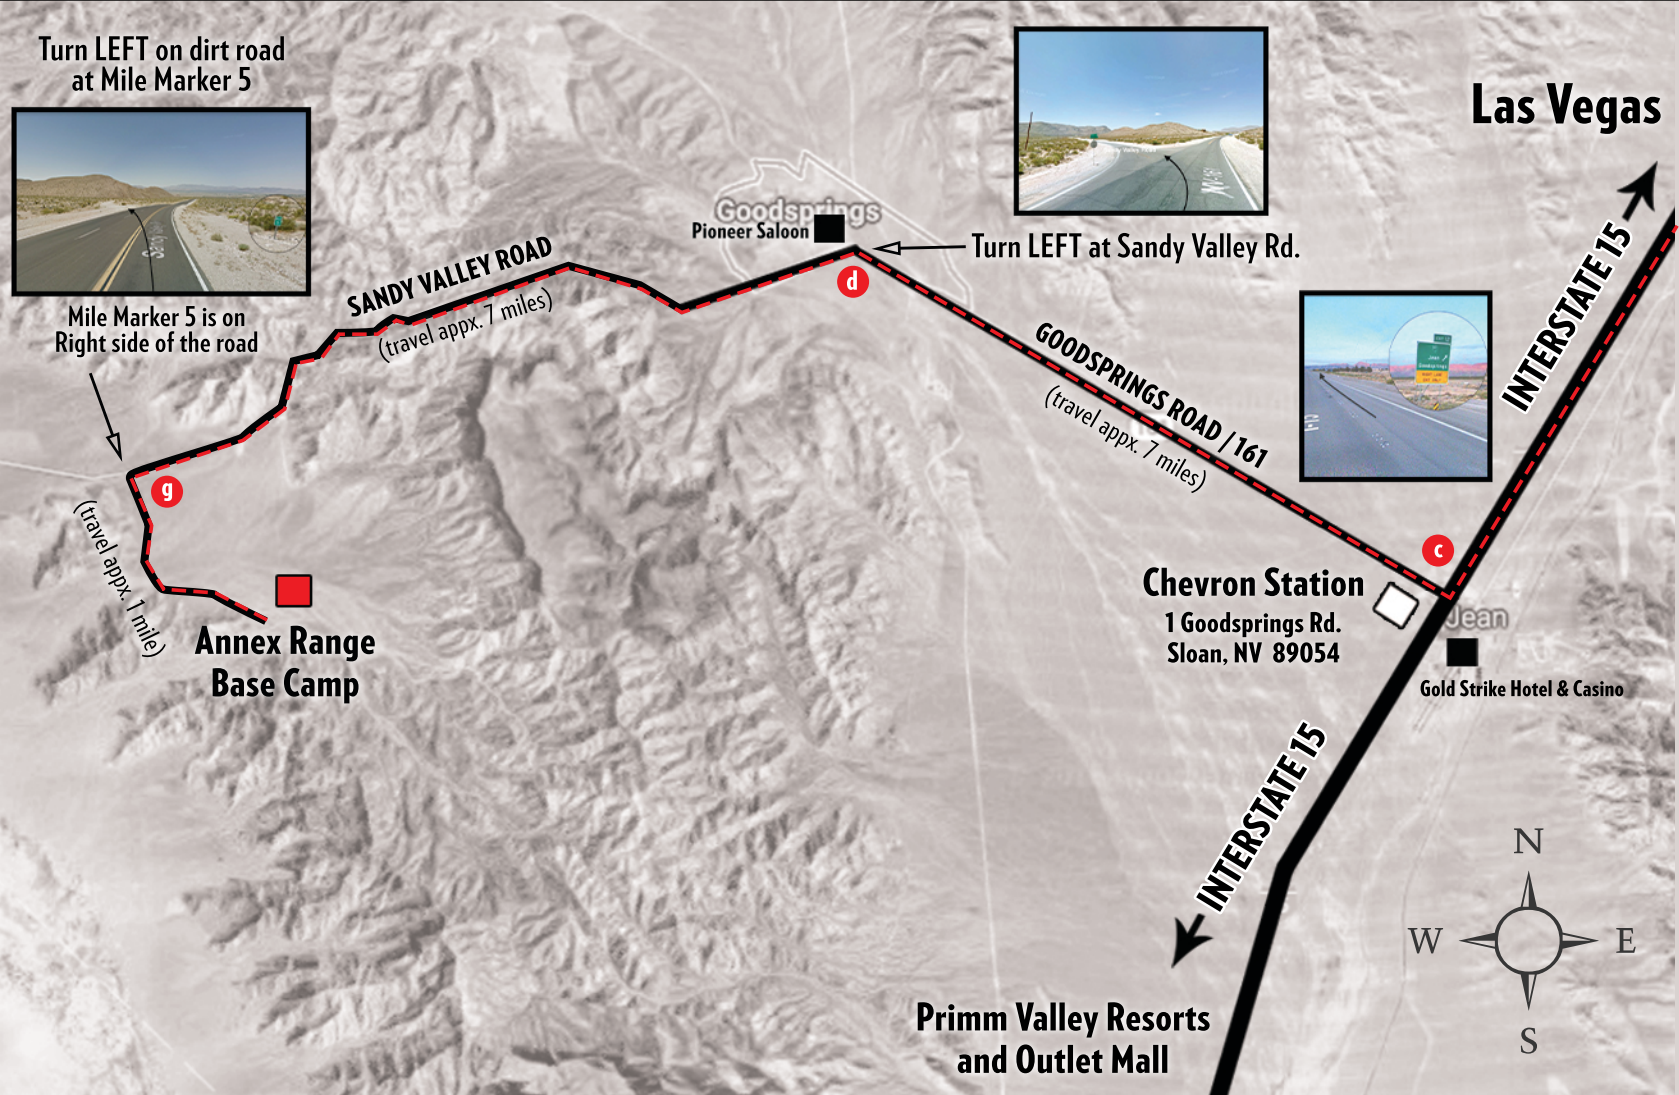 Turn LEFT on dirt road
at Mile Marker 5
Mile Marker 5 is on
Right side of the road
SANDY VALLEY ROAD
(travel appx. 7 miles)
Goodsprings
Pioneer Saloon
d
Turn LEFT at Sandy Valley Rd.
Las Vegas
INTERSTATE 15
GOODSPRINGS ROAD / 161
(travel appx. 7 miles)
Jean
Goodsprings
c
g
(travel appx. 1 mile)
Annex Range
Base Camp
Chevron Station
1 Goodsprings Rd.
Sloan, NV 89054
Jean
Gold Strike Hotel & Casino
INTERSTATE 15
Primm Valley Resorts
and Outlet Mall
N
W
E
S